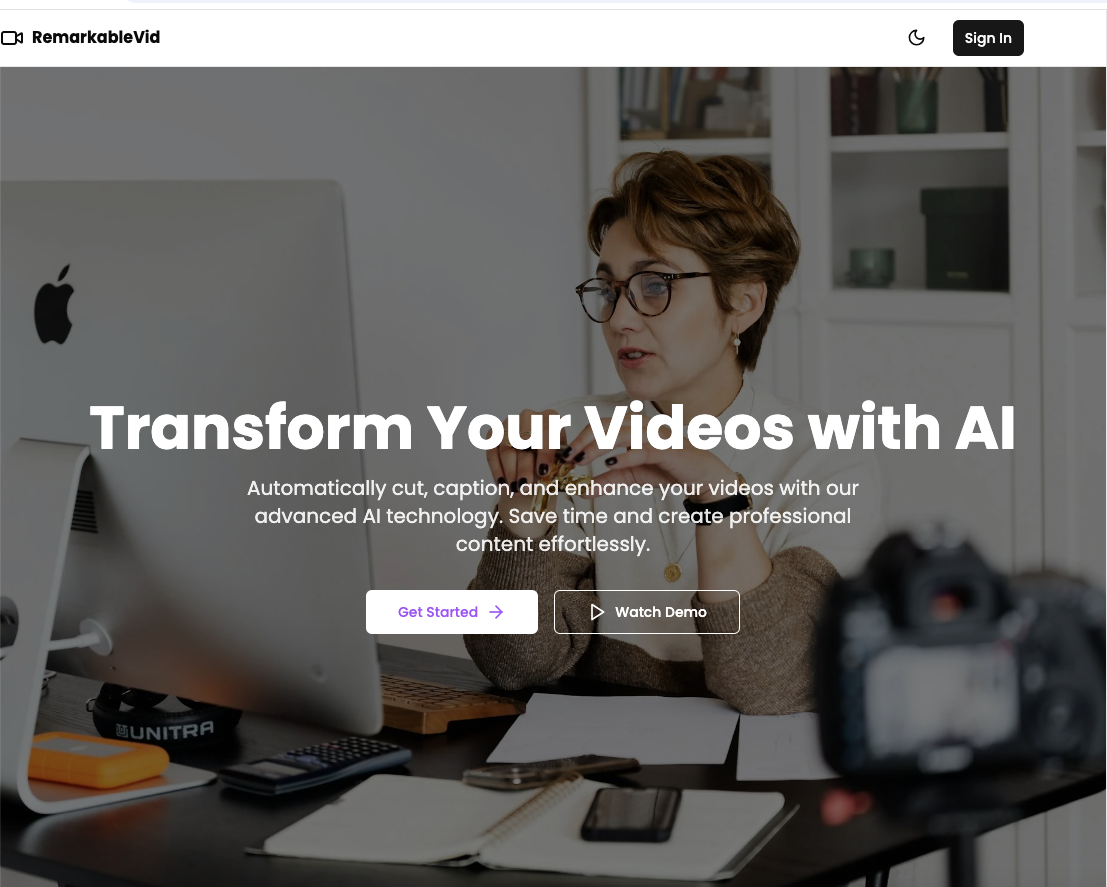 RemarkableVid
Sign In
Transform Your Videos with AI
Automatically cut, caption, and enhance your videos with our
advanced AI technology. Save time and create professional
content effortlessly.
Get Started
Watch Demo
UNITRA